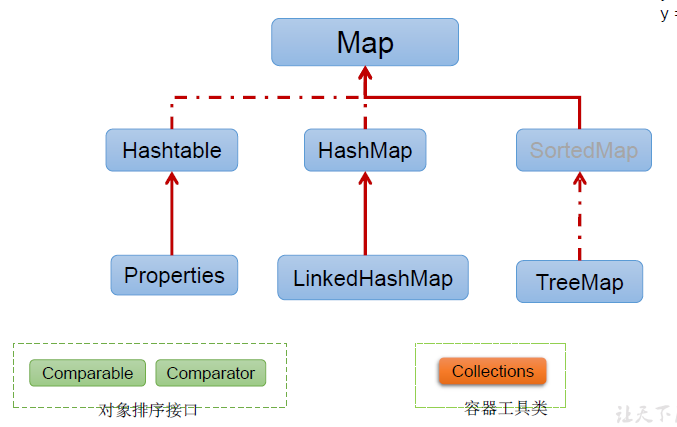 y =
Map
Hashtable
HashMap
SortedMap
Properties
LinkedHashMap
TreeMap
Comparable
Comparator
对象排序接口
Collections
容器工具类
让天下